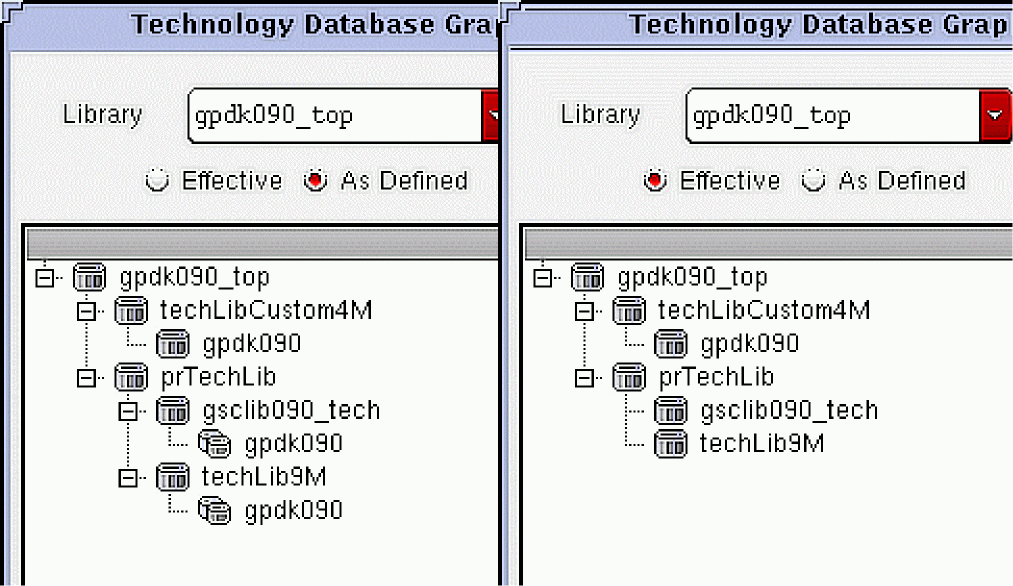 Technology Database Gra
Library
gpdk090_top
Effective
As Defined
gpdk090_top
techLibCustom4M
gpdk090
prTechLib
gsclib090_tech
gpdk090
techLib9M
gpdk090
Technology Database Grap
Library
gpdk090_top
Effective
As Defined
gpdk090_top
techLibCustom4M
gpdk090
prTechLib
gsclib090_tech
techLib9M